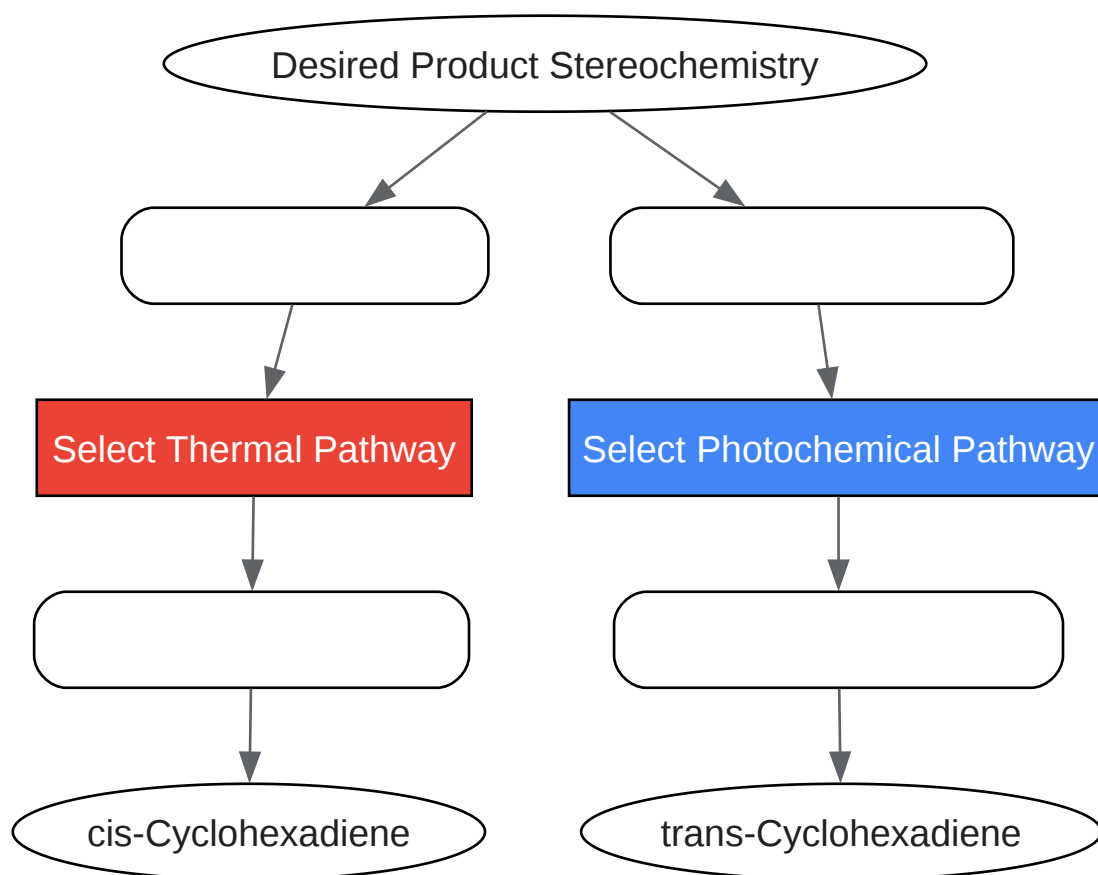 Desired Product Stereochemistry
Select Thermal Pathway
Select Photochemical Pathway
cis-Cyclohexadiene
trans-Cyclohexadiene